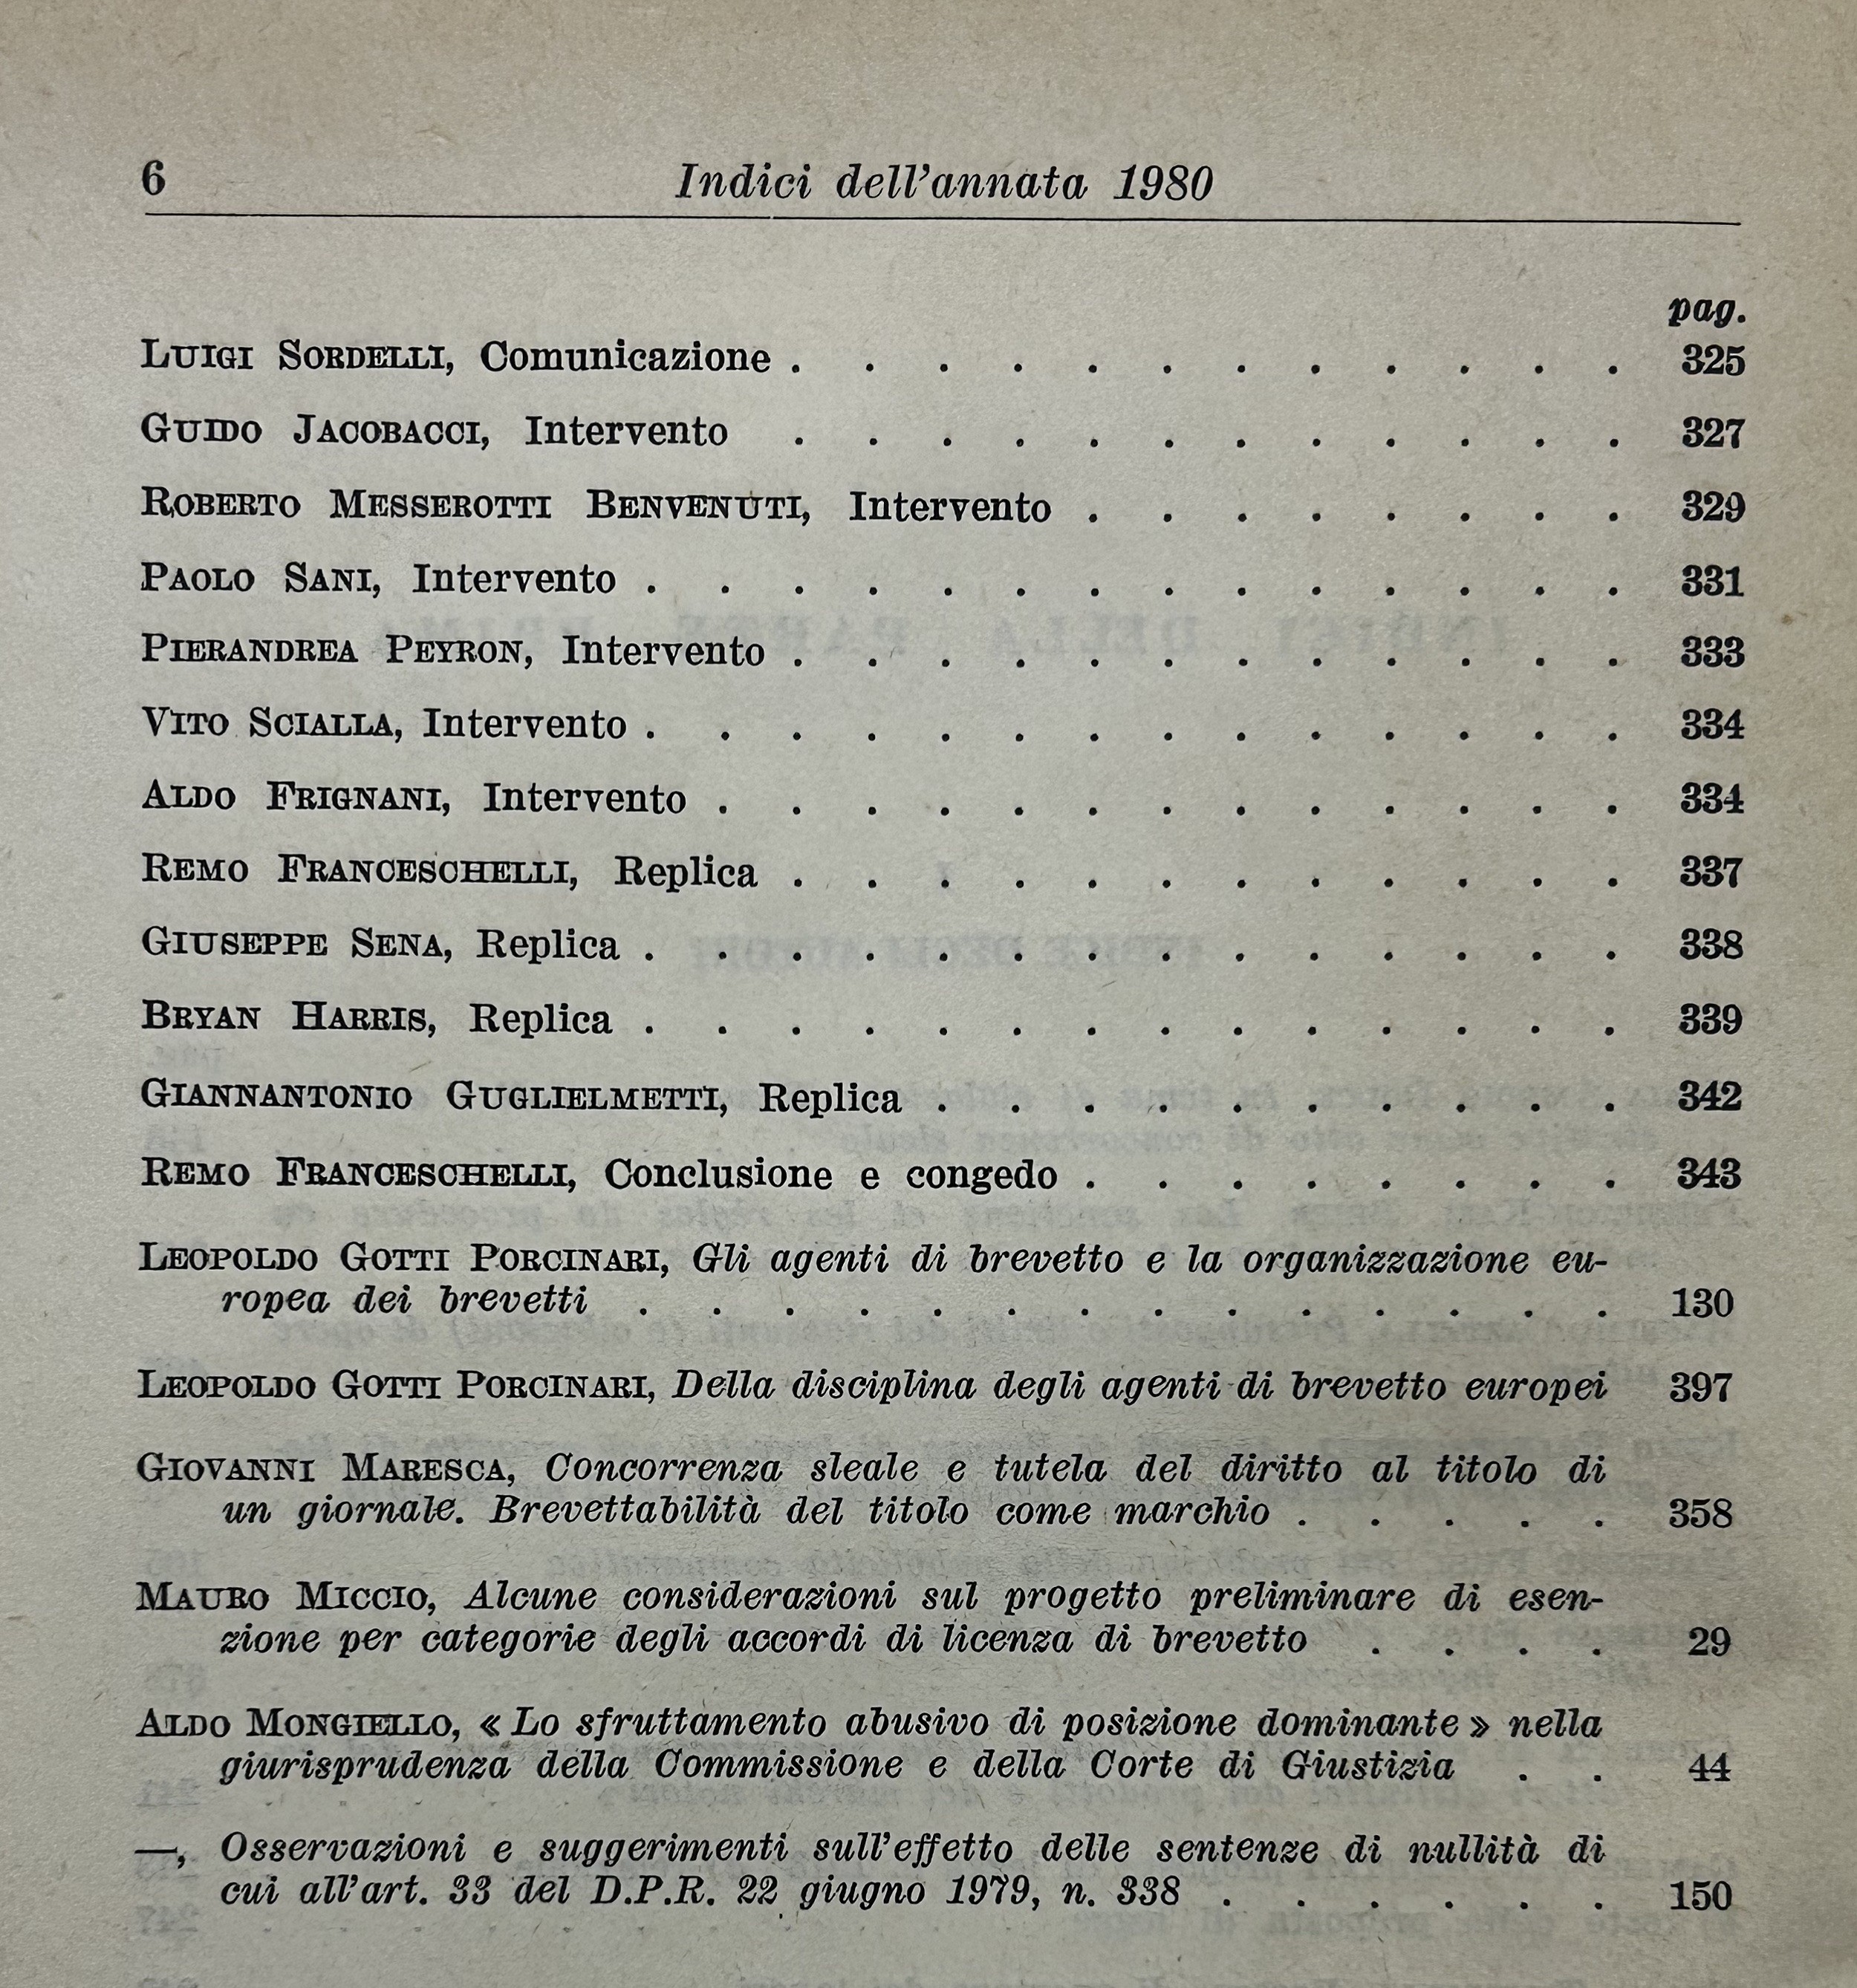 6 Indici dell'annata 1980
pag.
LUIGI SORDELLI, Comunicazione . . . . . . . . . . . . 325
GUIDO JACOBACCI, Intervento . . . . . . . . . . . . 327
ROBERTO MESSEROTTI BENVENUTI, Intervento . . . . . . . . 329
PAOLO SANI, Intervento . . . . . . . . . . . . . . 331
PIERANDREA PEYRON, Intervento . . . . . . . . . . . . 333
VITO SCIALLA, Intervento . . . . . . . . . . . . . . 334
ALDO FRIGNANI, Intervento . . . . . . . . . . . . . 334
REMO FRANCESCHELLI, Replica . . . . . . . . . . . . 337
GIUSEPPE SENA, Replica . . . . . . . . . . . . . . 338
BRYAN HARRIS, Replica . . . . . . . . . . . . . . 339
GIANNANTONIO GUGLIELMETTI, Replica . . . . . . . . . . 342
REMO FRANCESCHELLI, Conclusione e congedo . . . . . . . . 343
LEOPOLDO GOTTI PORCINARI, Gli agenti di brevetto e la organizzazione eu-
ropea dei brevetti . . . . . . . . . . . . . . 130
LEOPOLDO GOTTI PORCINARI, Della disciplina degli agenti di brevetto europei 397
GIOVANNI MARESCA, Concorrenza sleale e tutela del diritto al titolo di
un giornale. Brevettabilità del titolo come marchio . . . . . 358
MAURO MICCIO, Alcune considerazioni sul progetto preliminare di esen-
zione per categorie degli accordi di licenza di brevetto . . . . 29
ALDO MONGIELLO, « Lo sfruttamento abusivo di posizione dominante » nella
giurisprudenza della Commissione e della Corte di Giustizia . . 44
—, Osservazioni e suggerimenti sull'effetto delle sentenze di nullità di
cui all'art. 33 del D.P.R. 22 giugno 1979, n. 338 . . . . . . 150